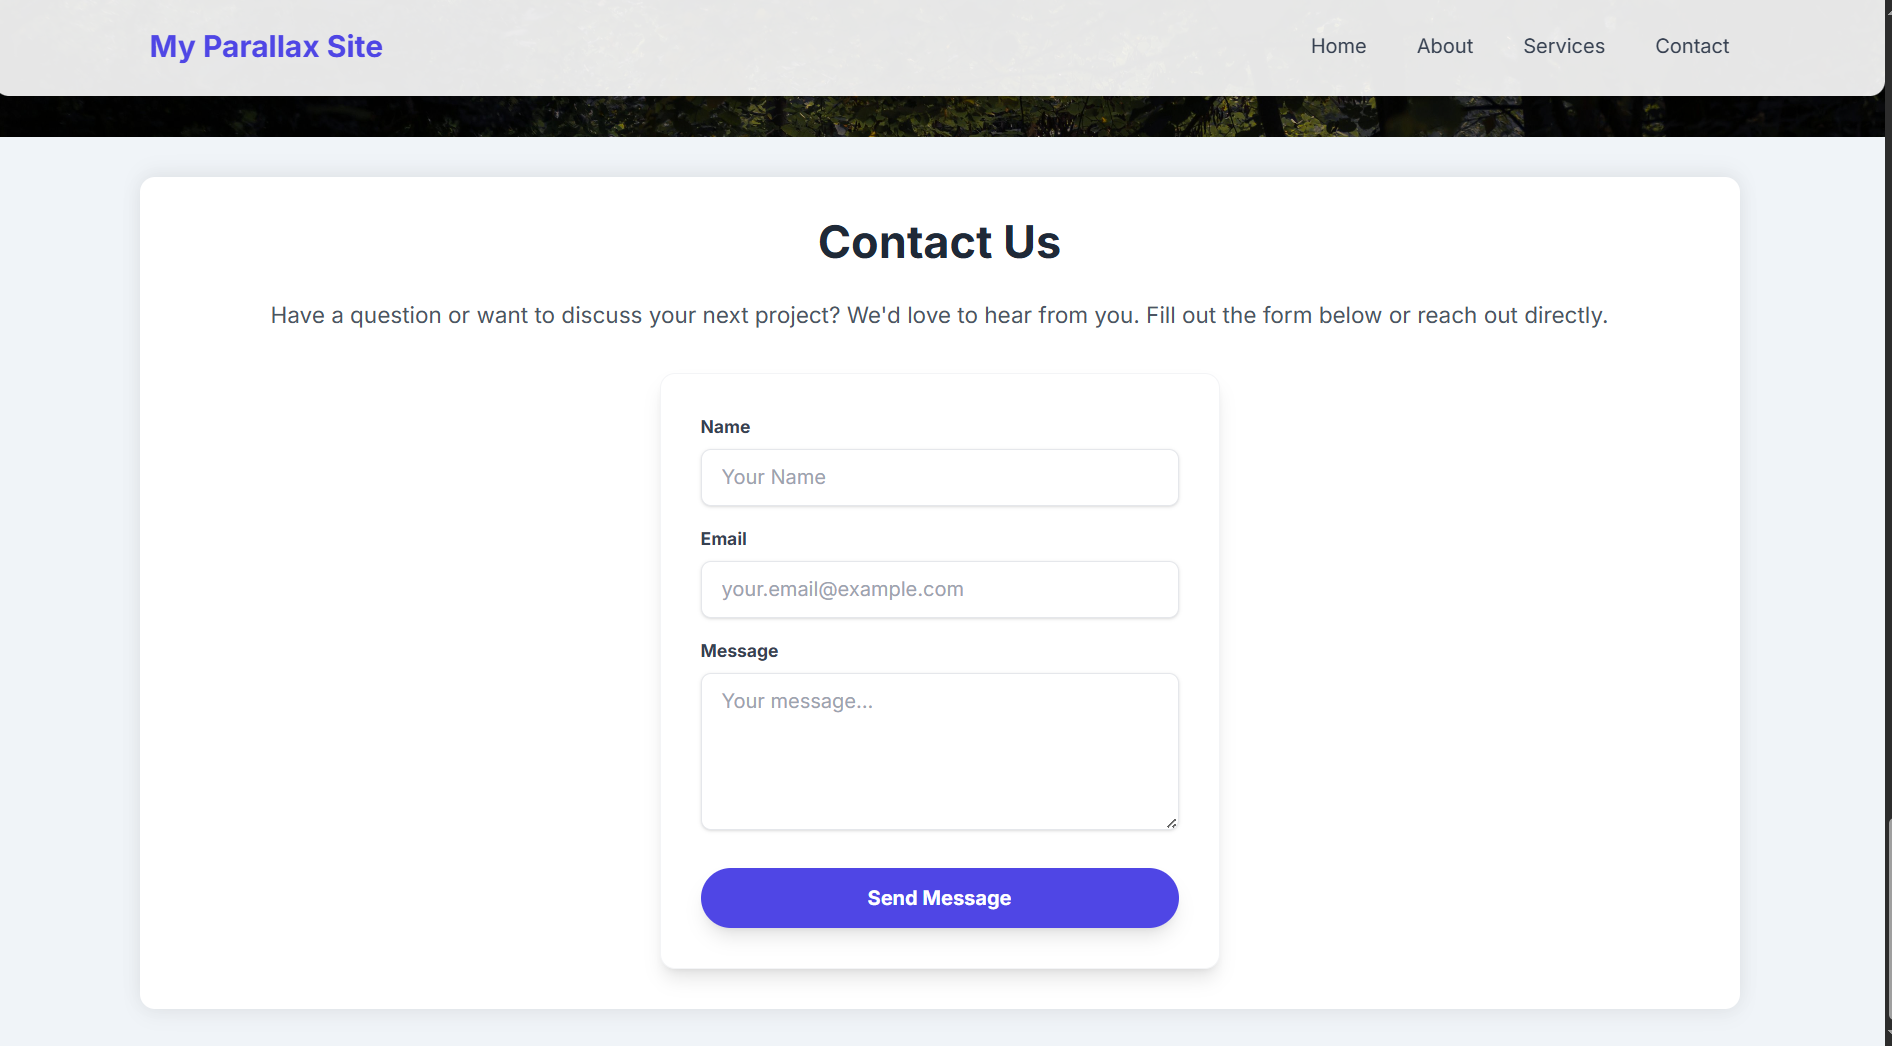 My Parallax Site
Home About Services Contact
Contact Us
Have a question or want to discuss your next project? We'd love to hear from you. Fill out the form below or reach out directly.
Name
Your Name
Email
your.email@example.com
Message
Your message...
Send Message